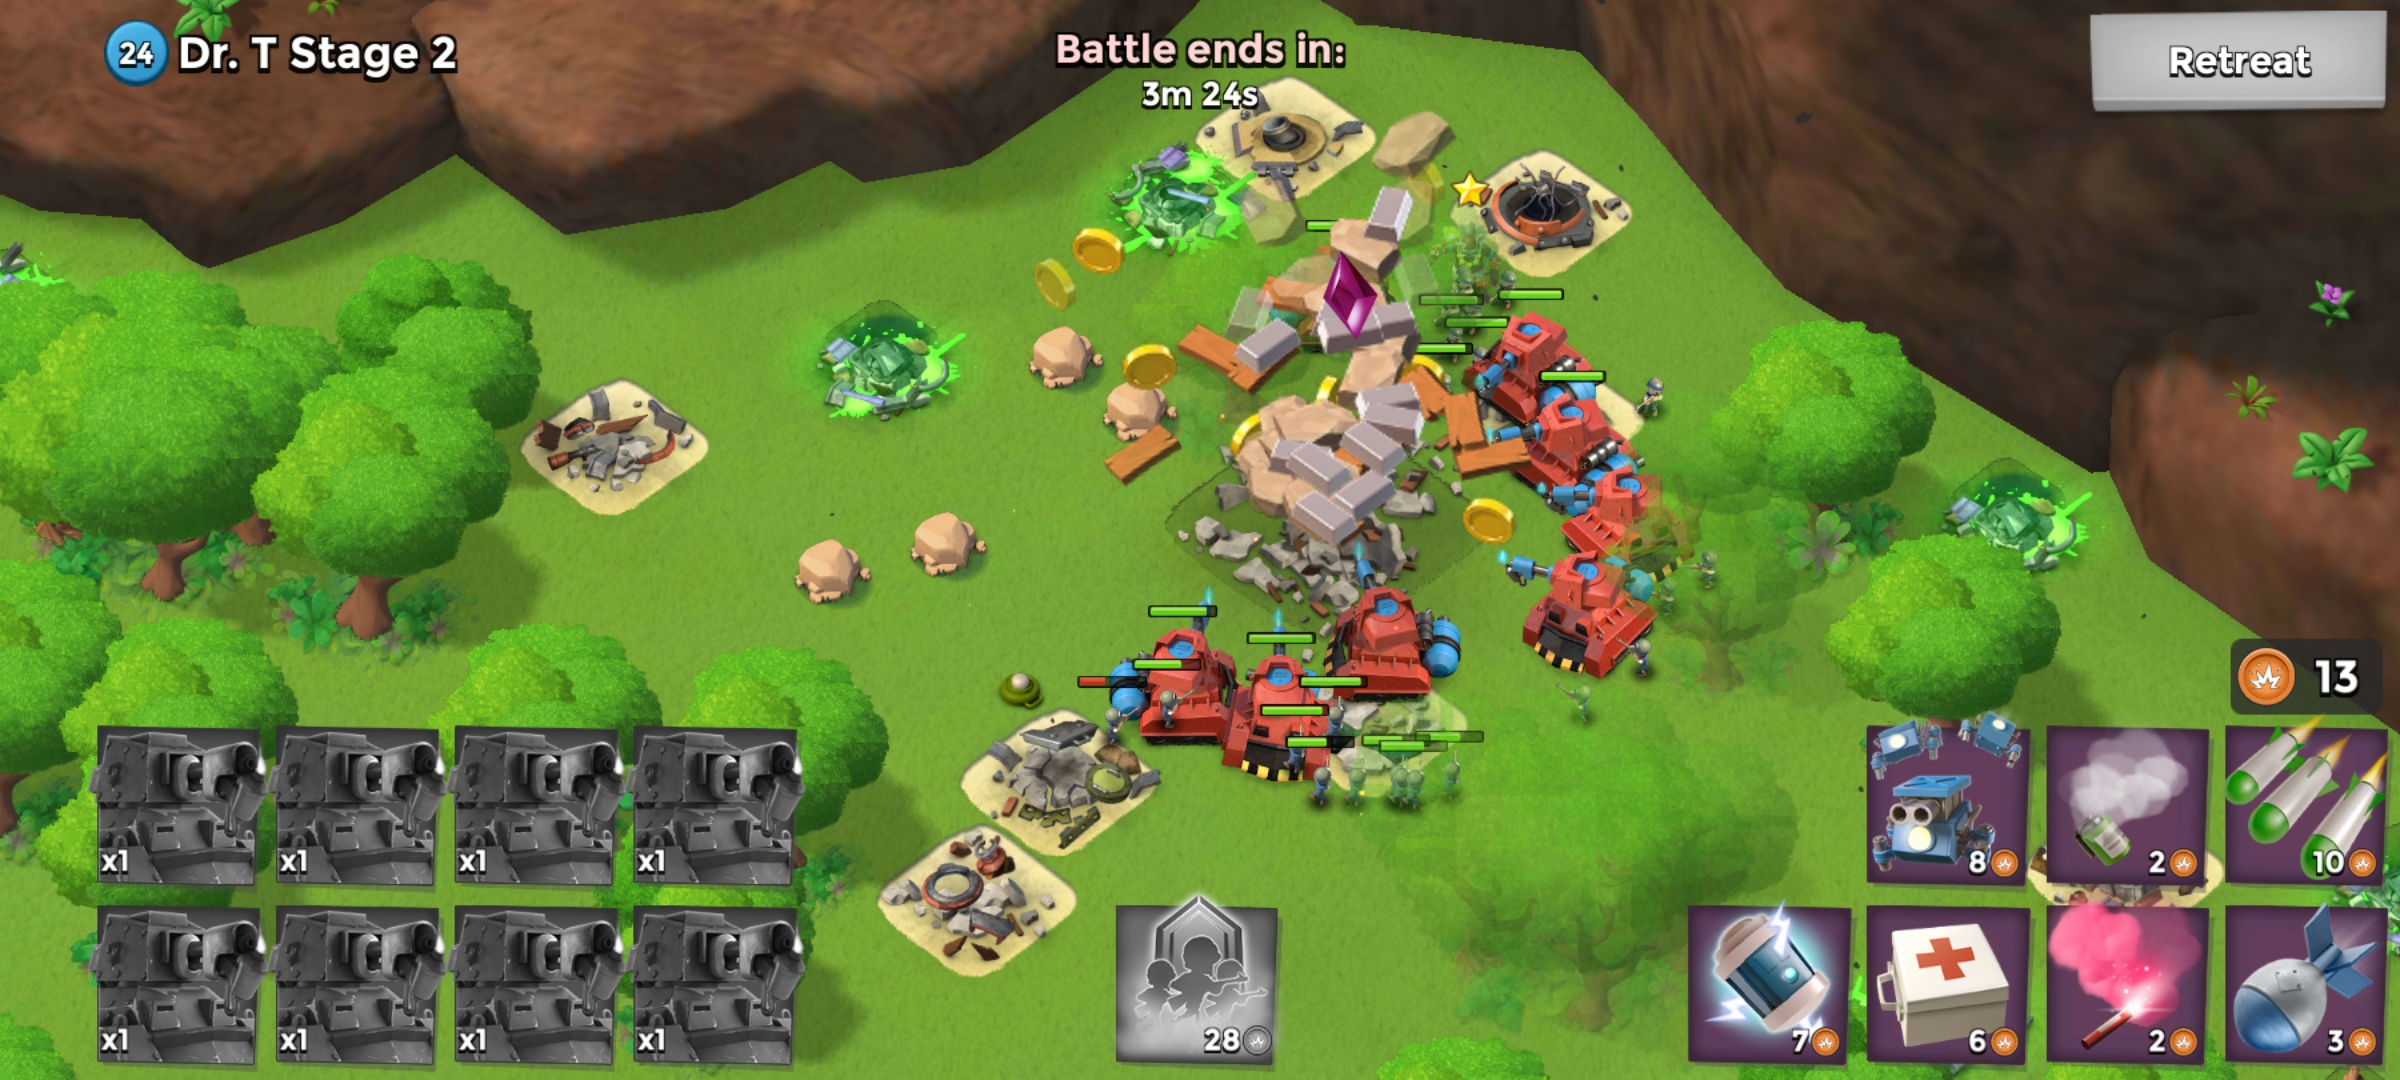 24 Dr. T Stage 2
Battle ends in:
3m 24s
Retreat
13
8
2
10
x1
x1
x1
x1
x1
x1
x1
x1
28
7
6
2
3